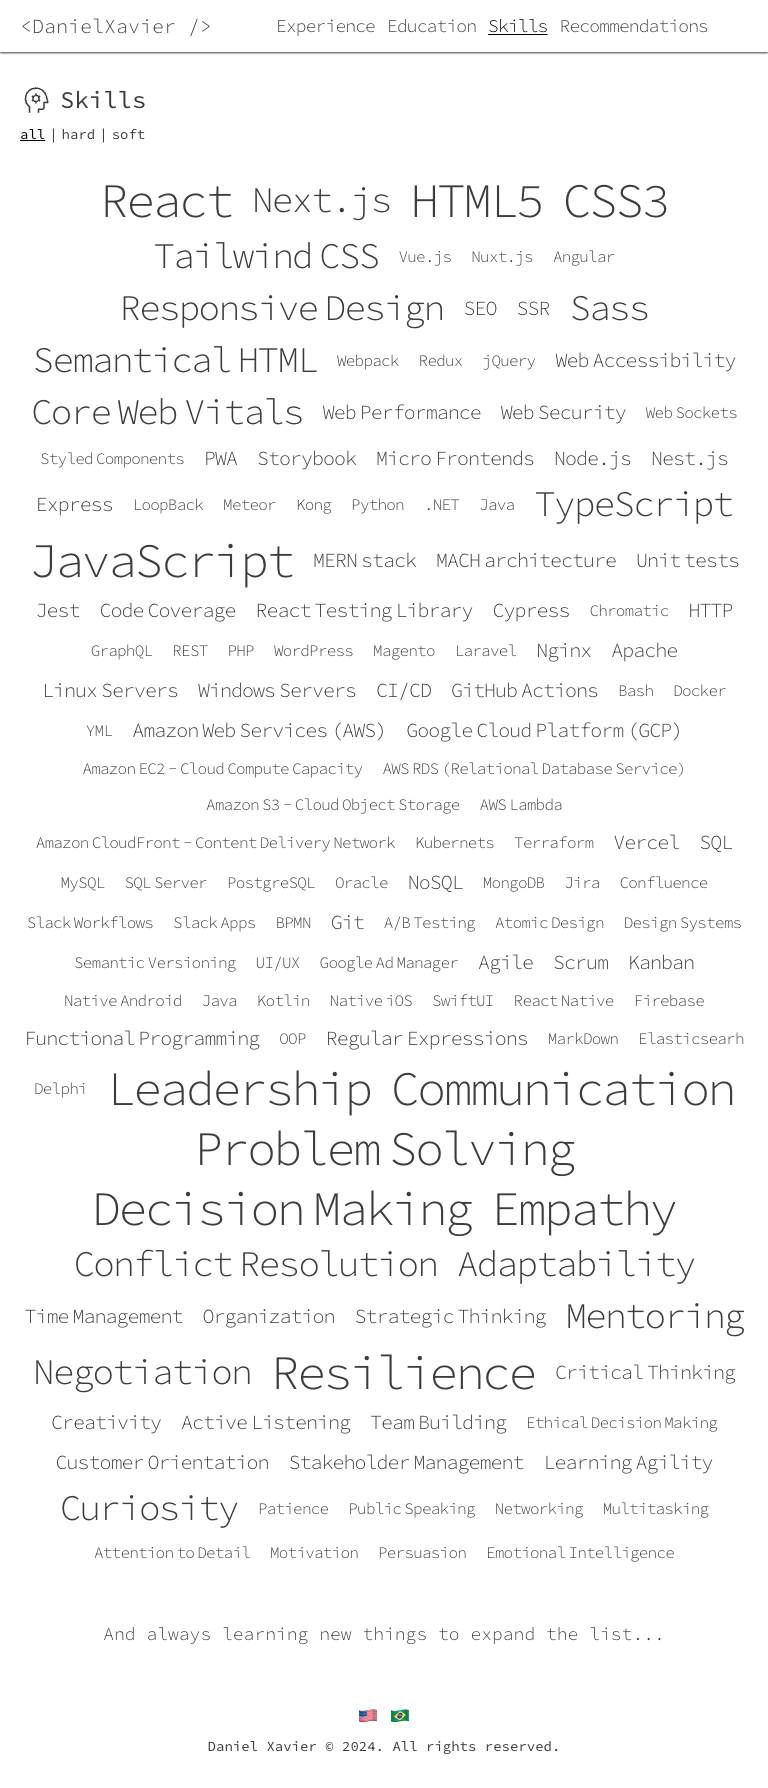 <DanielXavier /> Experience Education Skills Recommendations
Skills
all | hard | soft
React Next.js HTML5 CSS3
Tailwind CSS Vue.js Nuxt.js Angular
Responsive Design SEO SSR Sass
Semantical HTML Webpack Redux jQuery Web Accessibility
Core Web Vitals Web Performance Web Security Web Sockets
Styled Components PWA Storybook Micro Frontends Node.js Nest.js
Express LoopBack Meteor Kong Python .NET Java TypeScript
JavaScript MERN stack MACH architecture Unit tests
Jest Code Coverage React Testing Library Cypress Chromatic HTTP
GraphQL REST PHP WordPress Magento Laravel Nginx Apache
Linux Servers Windows Servers CI/CD GitHub Actions Bash Docker
YML Amazon Web Services (AWS) Google Cloud Platform (GCP)
Amazon EC2 - Cloud Compute Capacity AWS RDS (Relational Database Service)
Amazon S3 - Cloud Object Storage AWS Lambda
Amazon CloudFront - Content Delivery Network Kubernets Terraform Vercel SQL
MySQL SQL Server PostgreSQL Oracle NoSQL MongoDB Jira Confluence
Slack Workflows Slack Apps BPMN Git A/B Testing Atomic Design Design Systems
Semantic Versioning UI/UX Google Ad Manager Agile Scrum Kanban
Native Android Java Kotlin Native iOS SwiftUI React Native Firebase
Functional Programming OOP Regular Expressions MarkDown Elasticsearh
Delphi Leadership Communication
Problem Solving
Decision Making Empathy
Conflict Resolution Adaptability
Time Management Organization Strategic Thinking Mentoring
Negotiation Resilience Critical Thinking
Creativity Active Listening Team Building Ethical Decision Making
Customer Orientation Stakeholder Management Learning Agility
Curiosity Patience Public Speaking Networking Multitasking
Attention to Detail Motivation Persuasion Emotional Intelligence
And always learning new things to expand the list...
Daniel Xavier © 2024. All rights reserved.